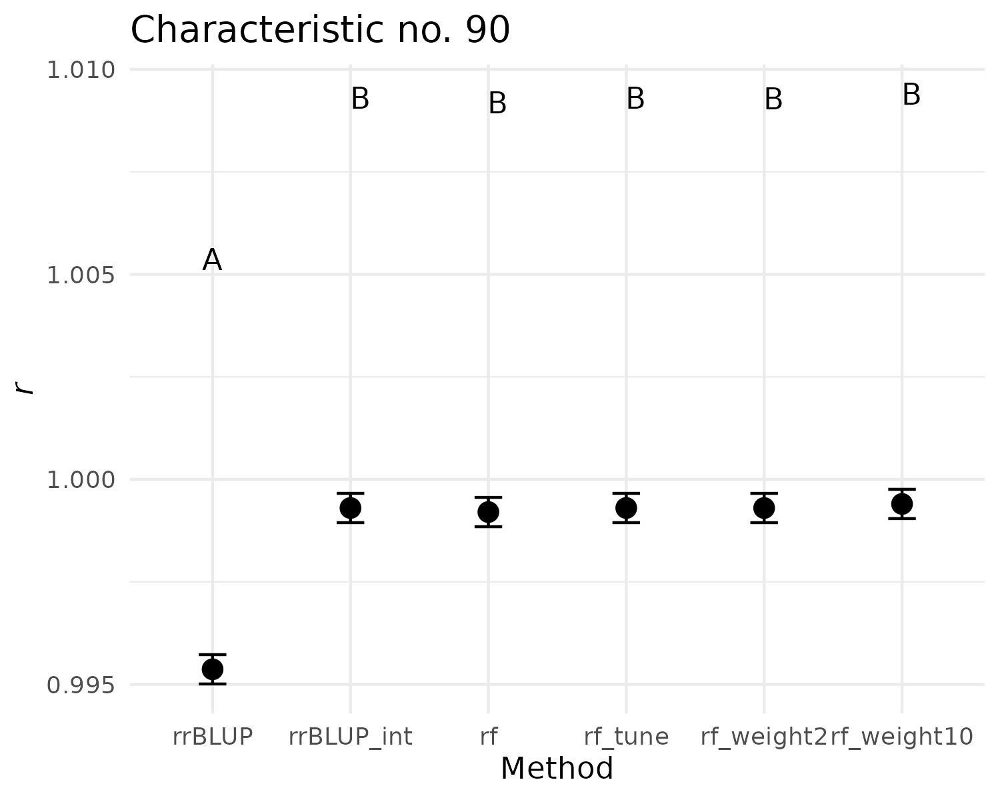 Characteristic no. 90
1.010
B B B B B
A
1.005
r
1.000
0.995
rrBLUP rrBLUP_int rf rf_tune rf_weight2 rf_weight10
Method